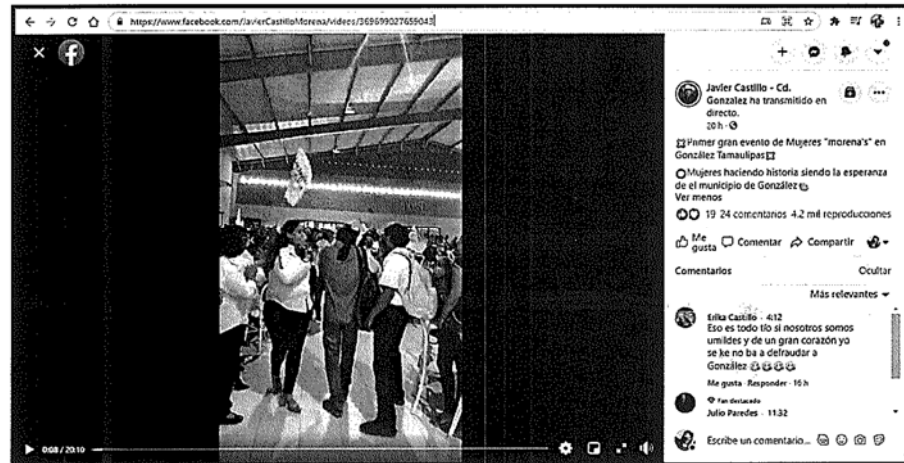 https://www.facebook.com/JavierCastilloMorena/videos/369699027659043
Javier Castillo - Cd.
Gonzalez ha transmitido en
directo.
20 h
Primer gran evento de Mujeres "morena's" en
González Tamaulipas
Mujeres haciendo historia siendo la esperanza
de el municipio de González
Ver menos
19 24 comentarios 4.2 mil reproducciones
Me gusta Comentar Compartir
Comentarios Ocultar
Más relevantes
Erika Castillo · 4:12
Eso es todo tío si nosotros somos
umildes y de un gran corazón yo
se ke no ba a defraudar a
González
Me gusta · Responder · 16 h
Fan destacado
Julio Paredes · 11:32
Escribe un comentario...
0:08 / 20:10